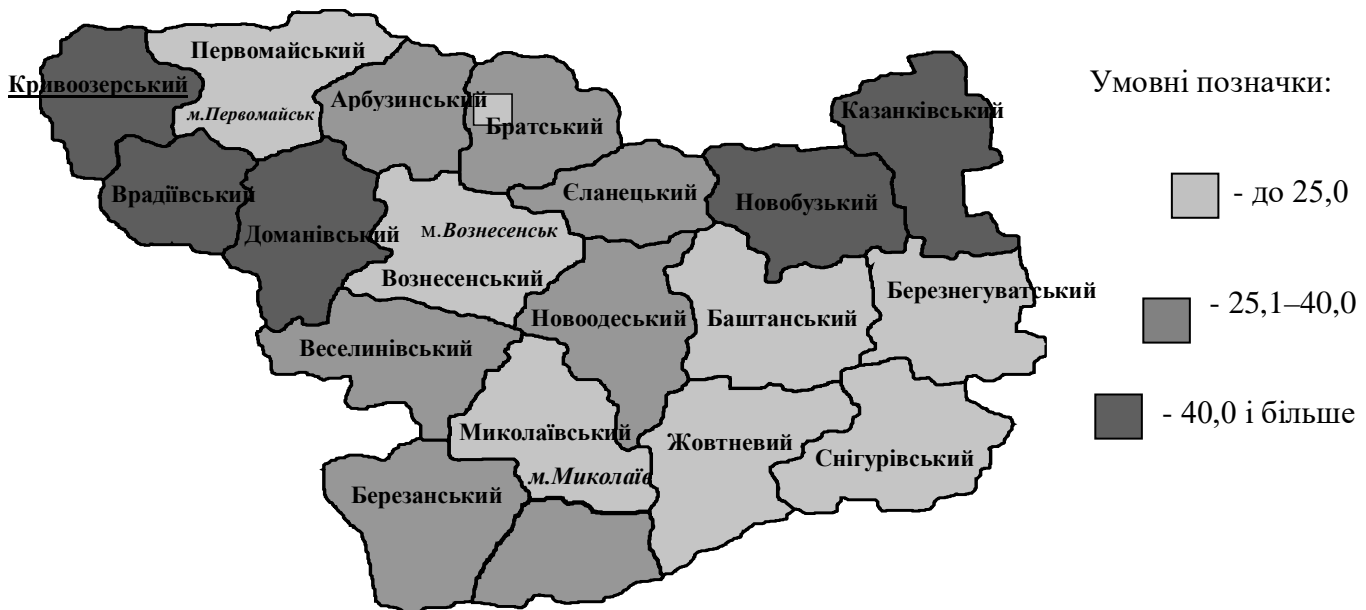 Первомайський
Кривоозерський
м.Первомайськ
Арбузинський
Братський
Казанківський
Врадіївський
Доманівський
Єланецький
Новобузький
м.Вознесенськ
Вознесенський
Березнегуватський
Новоодеський
Баштанський
Веселинівський
Миколаївський
Жовтневий
Снігурівський
м.Миколаїв
Березанський
Умовні позначки:
- до 25,0
- 25,1–40,0
- 40,0 і більше